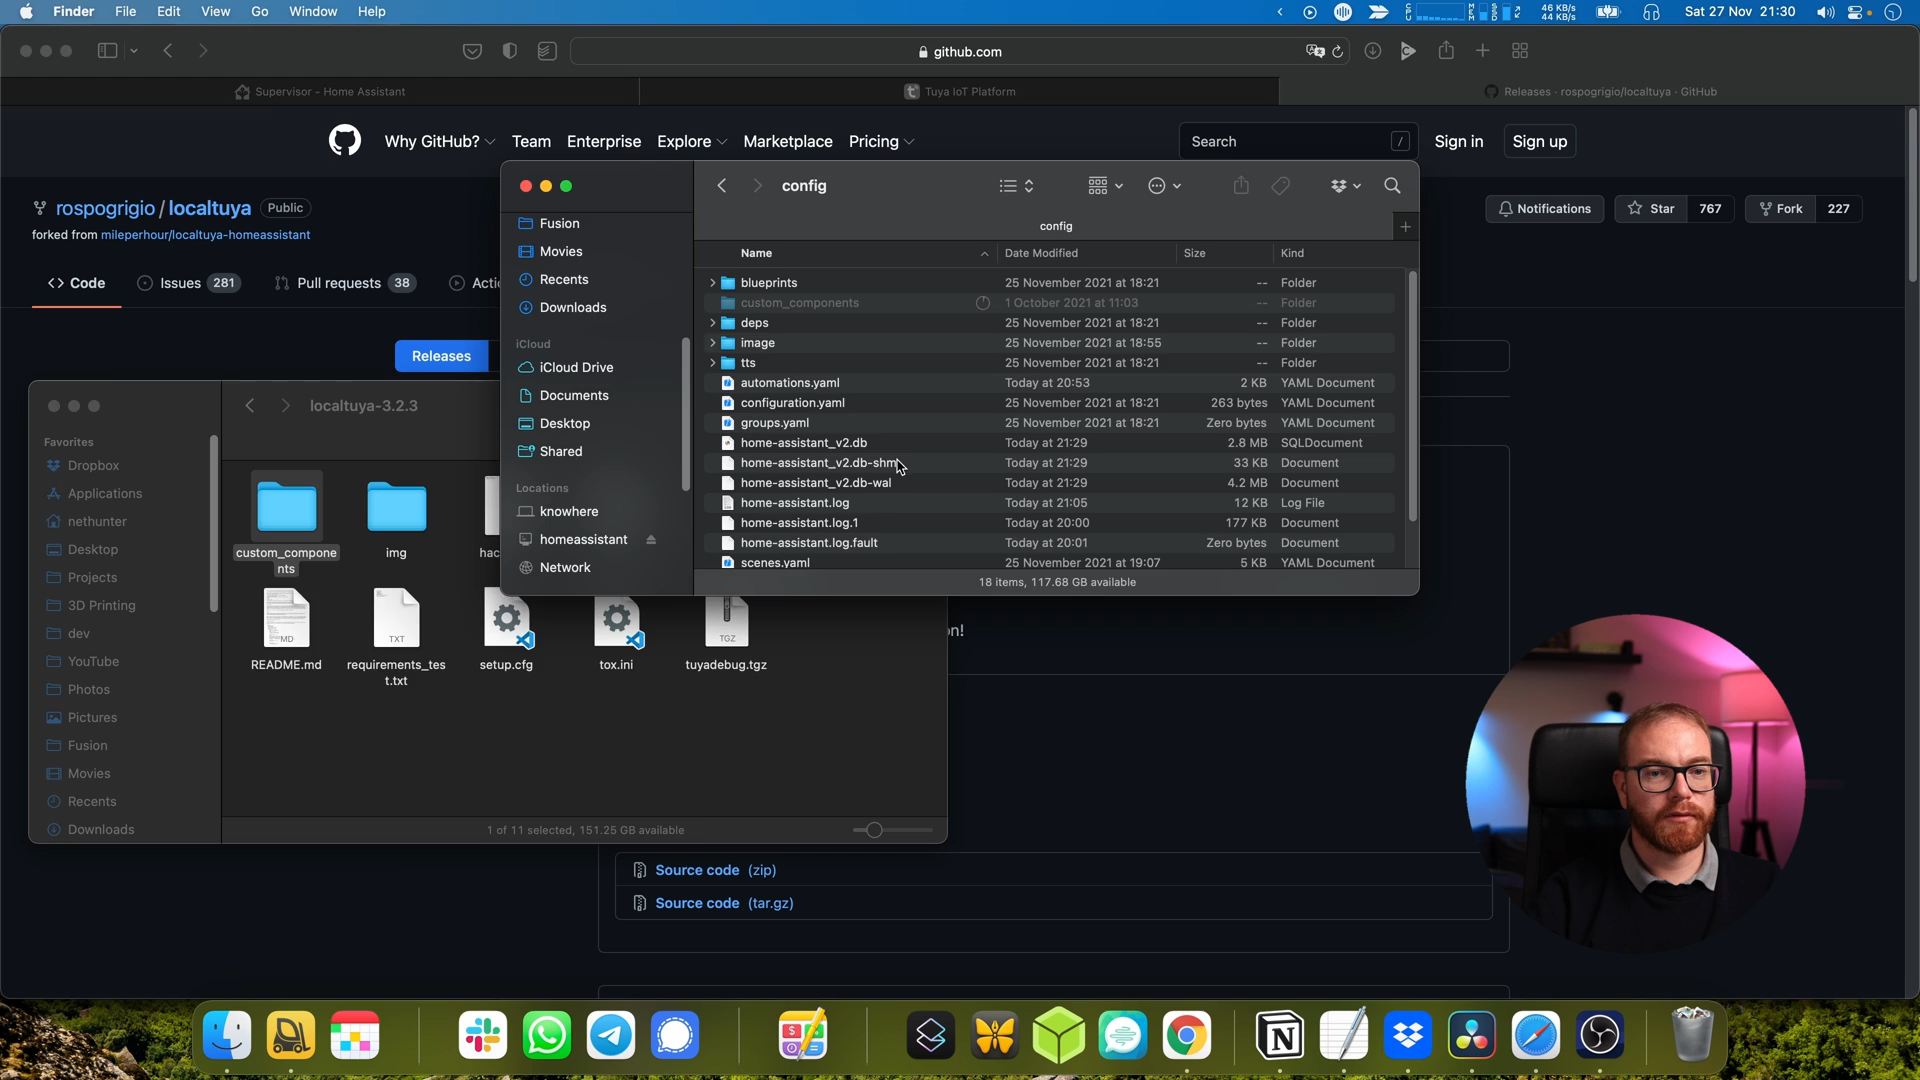 Finder File Edit View Go Window Help
46 KB/s
44 KB/s
Sat 27 Nov 21:30
github.com
Supervisor - Home Assistant
Tuya IoT Platform
Releases · rospogrigio/localtuya · GitHub
Why GitHub? Team Enterprise Explore Marketplace Pricing
Search /
Sign in Sign up
rospogrigio / localtuya Public
forked from mileperhour/localtuya-homeassistant
Notifications Star 767 Fork 227
<> Code Issues 281 Pull requests 38 Acti
Releases
config
config
Name Date Modified Size Kind
blueprints 25 November 2021 at 18:21 -- Folder
custom_components 1 October 2021 at 11:03 -- Folder
deps 25 November 2021 at 18:21 -- Folder
image 25 November 2021 at 18:55 -- Folder
tts 25 November 2021 at 18:21 -- Folder
automations.yaml Today at 20:53 2 KB YAML Document
configuration.yaml 25 November 2021 at 18:21 263 bytes YAML Document
groups.yaml 25 November 2021 at 18:21 Zero bytes YAML Document
home-assistant_v2.db Today at 21:29 2.8 MB SQLDocument
home-assistant_v2.db-shm Today at 21:29 33 KB Document
home-assistant_v2.db-wal Today at 21:29 4.2 MB Document
home-assistant.log Today at 21:05 12 KB Log File
home-assistant.log.1 Today at 20:00 177 KB Document
home-assistant.log.fault Today at 20:01 Zero bytes Document
scenes.yaml 25 November 2021 at 19:07 5 KB YAML Document
18 items, 117.68 GB available
Fusion
Movies
Recents
Downloads
iCloud
iCloud Drive
Documents
Desktop
Shared
Locations
knowhere
homeassistant
Network
localtuya-3.2.3
Favorites
Dropbox
Applications
nethunter
Desktop
Projects
3D Printing
dev
YouTube
Photos
Pictures
Fusion
Movies
Recents
Downloads
custom_compone
nts
img
hac
MD
README.md
TXT
requirements_tes
t.txt
setup.cfg
tox.ini
TGZ
tuyadebug.tgz
1 of 11 selected, 151.25 GB available
on!
Source code (zip)
Source code (tar.gz)